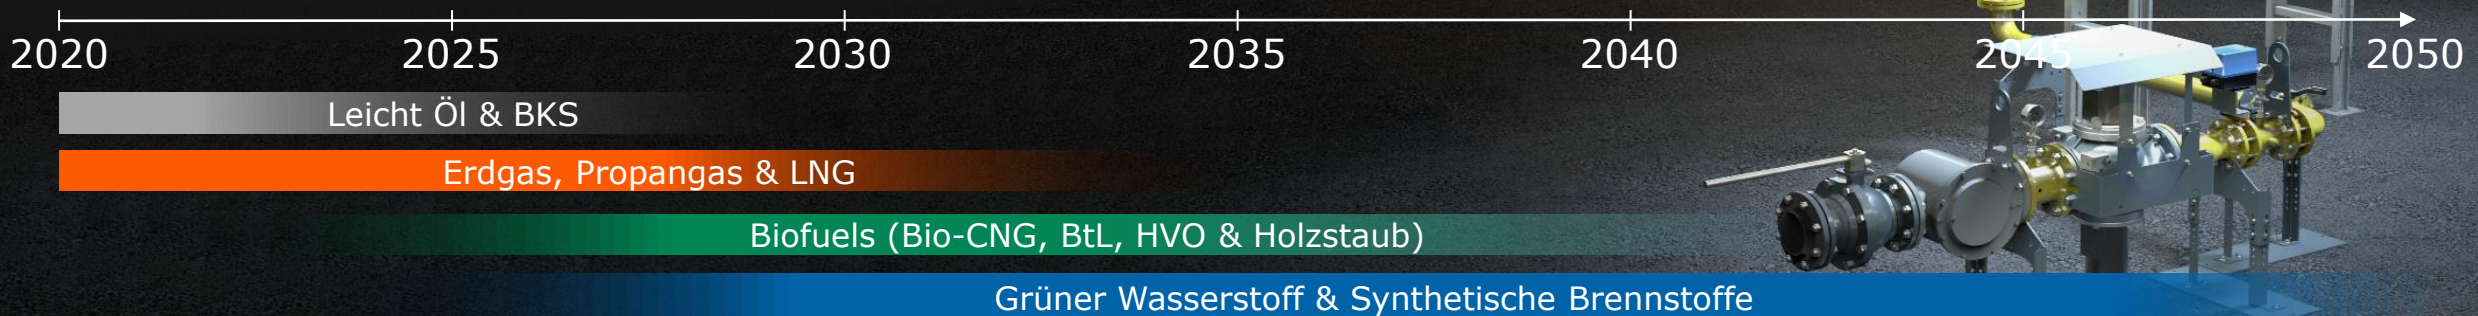 2020 2025 2030 2035 2040 2045 2050
Leicht Öl & BKS
Erdgas, Propangas & LNG
Biofuels (Bio-CNG, BtL, HVO & Holzstaub)
Grüner Wasserstoff & Synthetische Brennstoffe